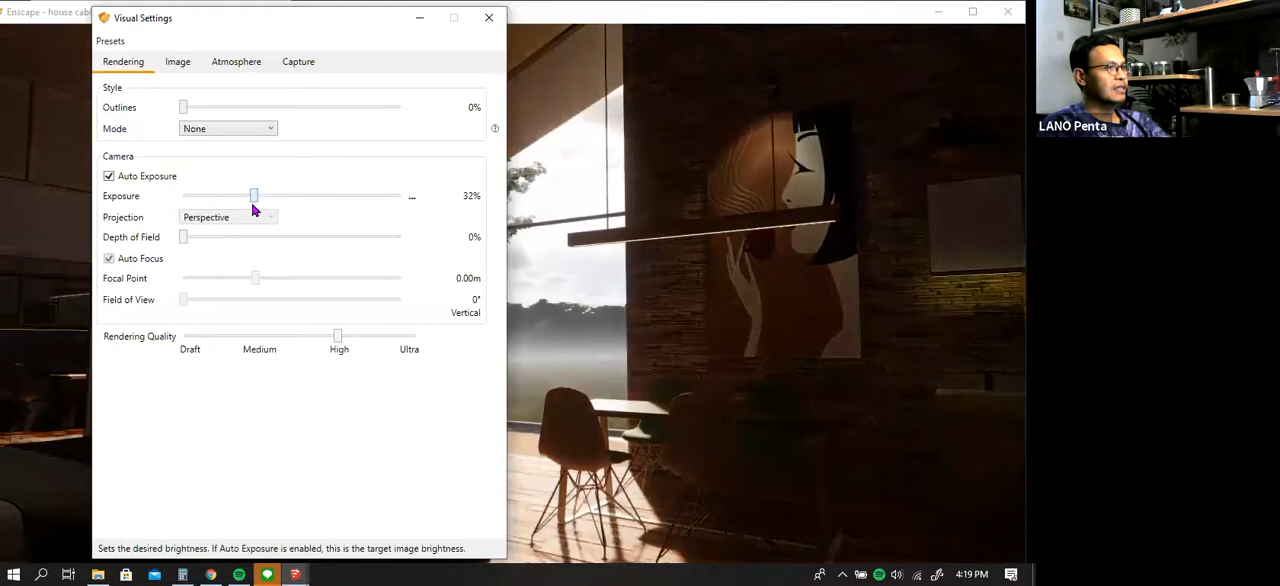 Enscape - house cab
Visual Settings
Presets
Rendering Image Atmosphere Capture
Style
Outlines 0%
Mode None
Camera
Auto Exposure
Exposure ... 32%
Projection Perspective
Depth of Field 0%
Auto Focus
Focal Point 0.00m
Field of View 0°
Vertical
Rendering Quality
Draft Medium High Ultra
Sets the desired brightness. If Auto Exposure is enabled, this is the target image brightness.
LANO Penta
4:19 PM